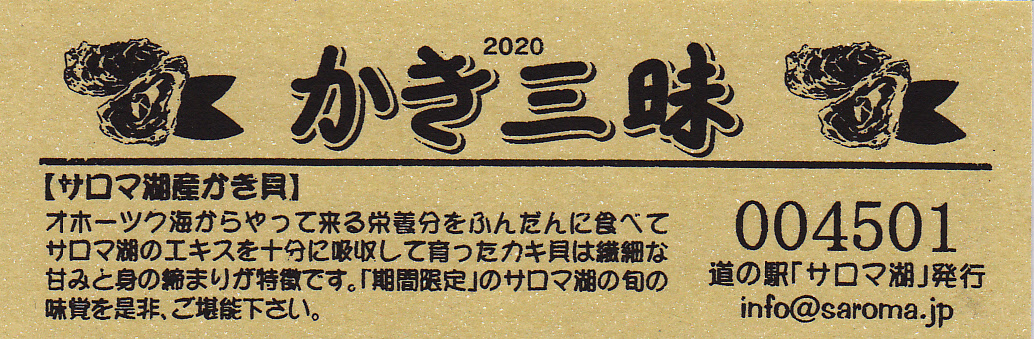 2020
かき三昧
【サロマ湖産かき貝】
オホーツク海からやって来る栄養分をふんだんに食べて
サロマ湖のエキスを十分に吸収して育ったカキ貝は繊細な
甘みと身の締まりが特徴です。「期間限定」のサロマ湖の旬の
味覚を是非、ご堪能下さい。
004501
道の駅「サロマ湖」発行
info@saroma.jp